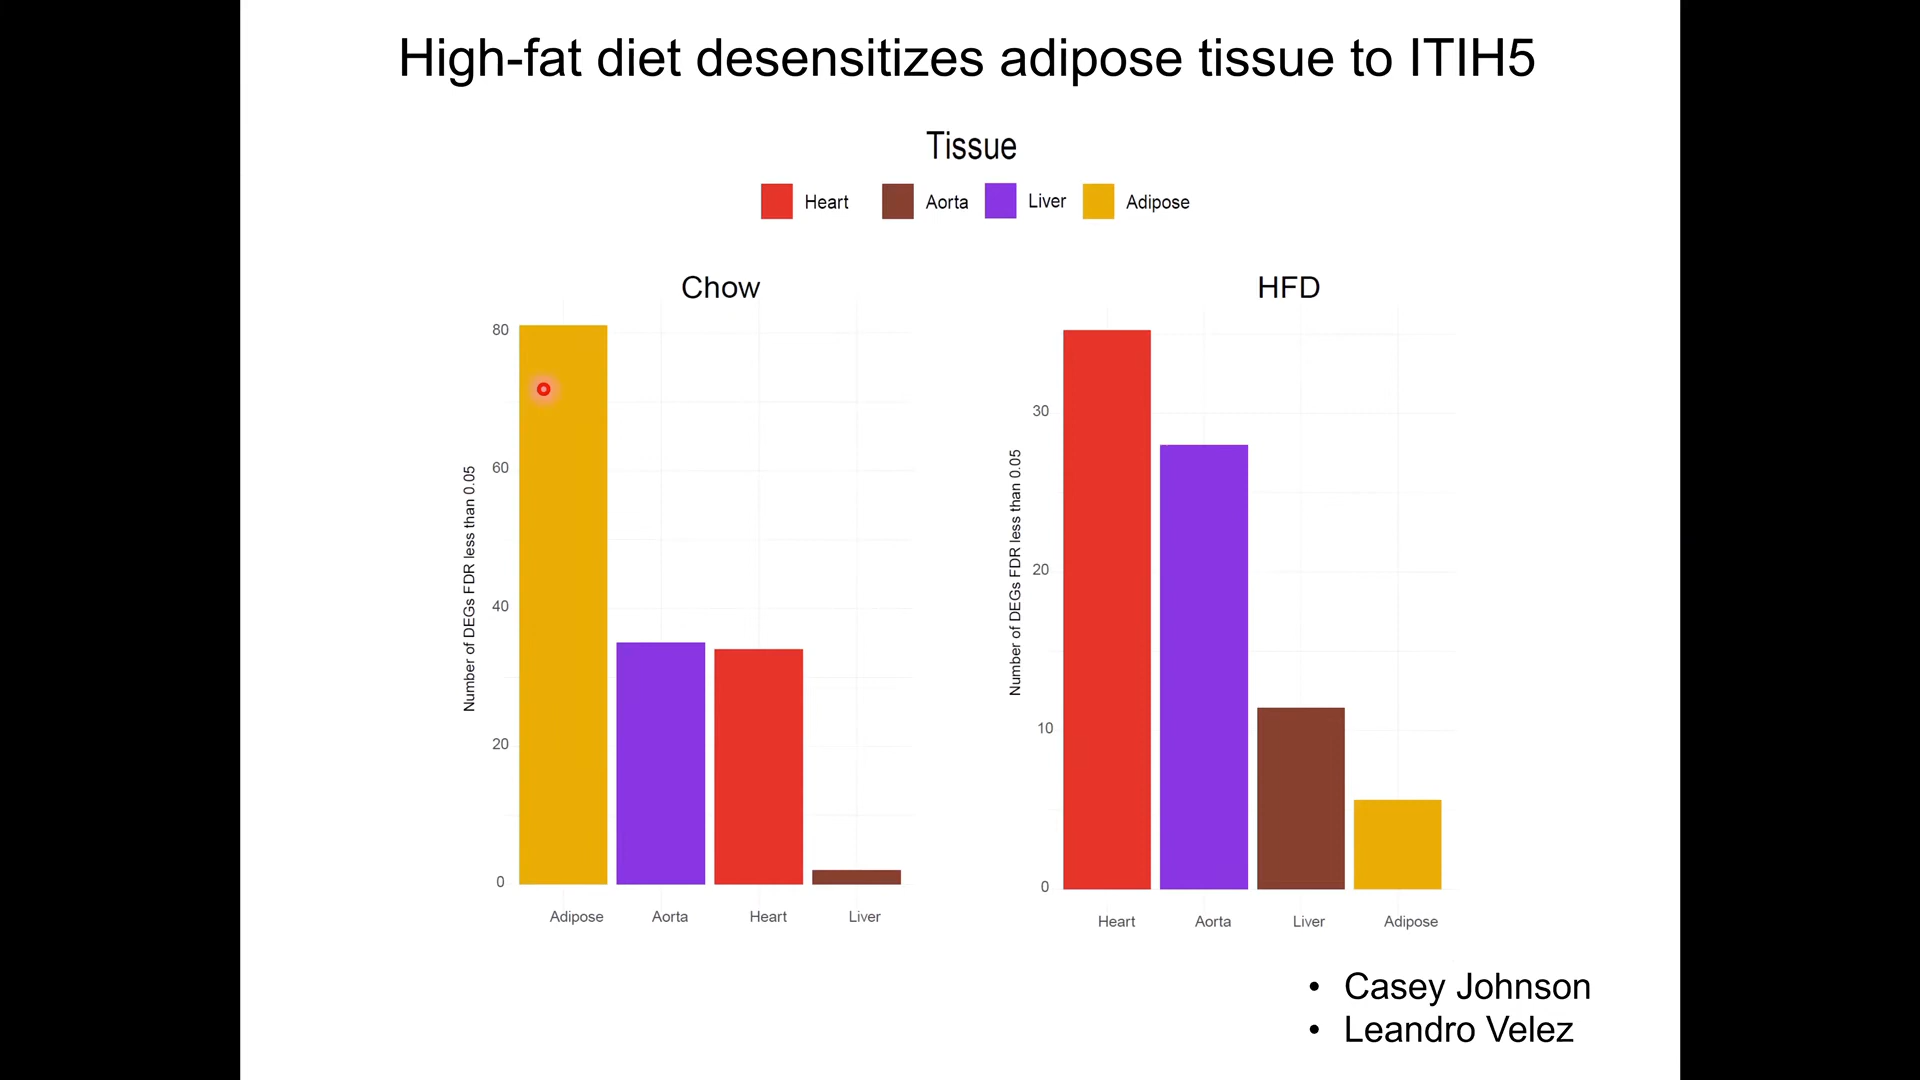 High-fat diet desensitizes adipose tissue to ITIH5
Tissue
Heart Aorta Liver Adipose
Chow
Number of DEGs FDR less than 0.05
80
60
40
20
0
Adipose Aorta Heart Liver
HFD
Number of DEGs FDR less than 0.05
30
20
10
0
Heart Aorta Liver Adipose
• Casey Johnson
• Leandro Velez